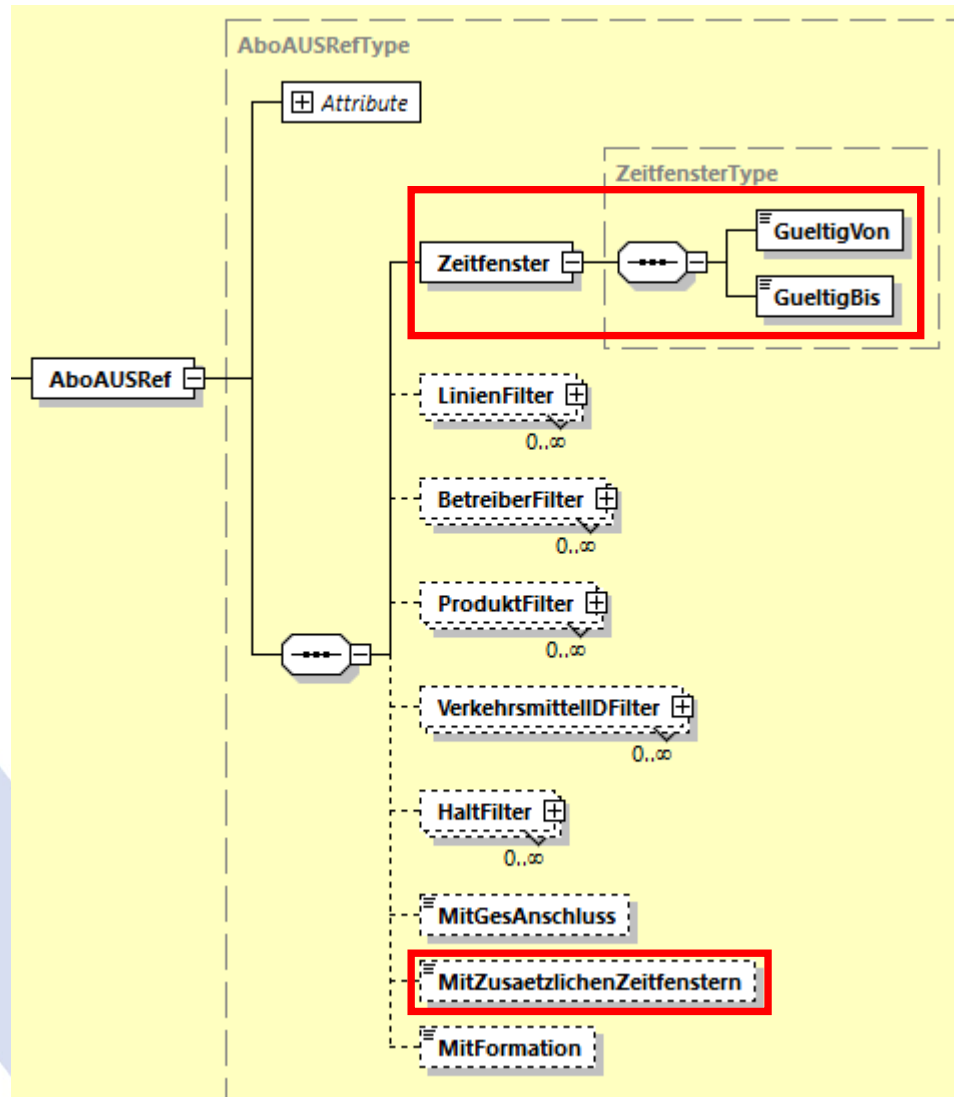 AboAUSRefType
Attribute
ZeitfensterType
GueltigVon
Zeitfenster
GueltigBis
AboAUSRef
LinienFilter
0..∞
BetreiberFilter
0..∞
ProduktFilter
0..∞
VerkehrsmittelIDFilter
0..∞
HaltFilter
0..∞
MitGesAnschluss
MitZusaetzlichenZeitfenstern
MitFormation